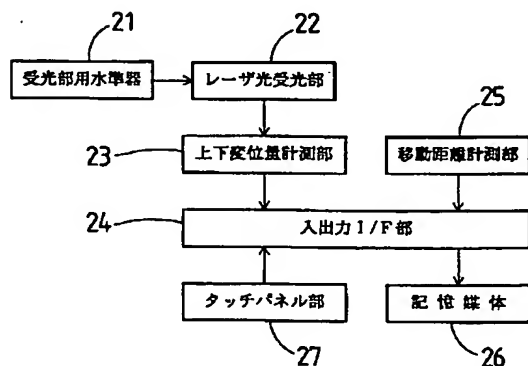 21
22
受光部用水準器
レーザ光受光部
25
23
上下変位量計測部
移動距離計測部
24
入出力I/F部
タッチパネル部
記憶媒体
27
26